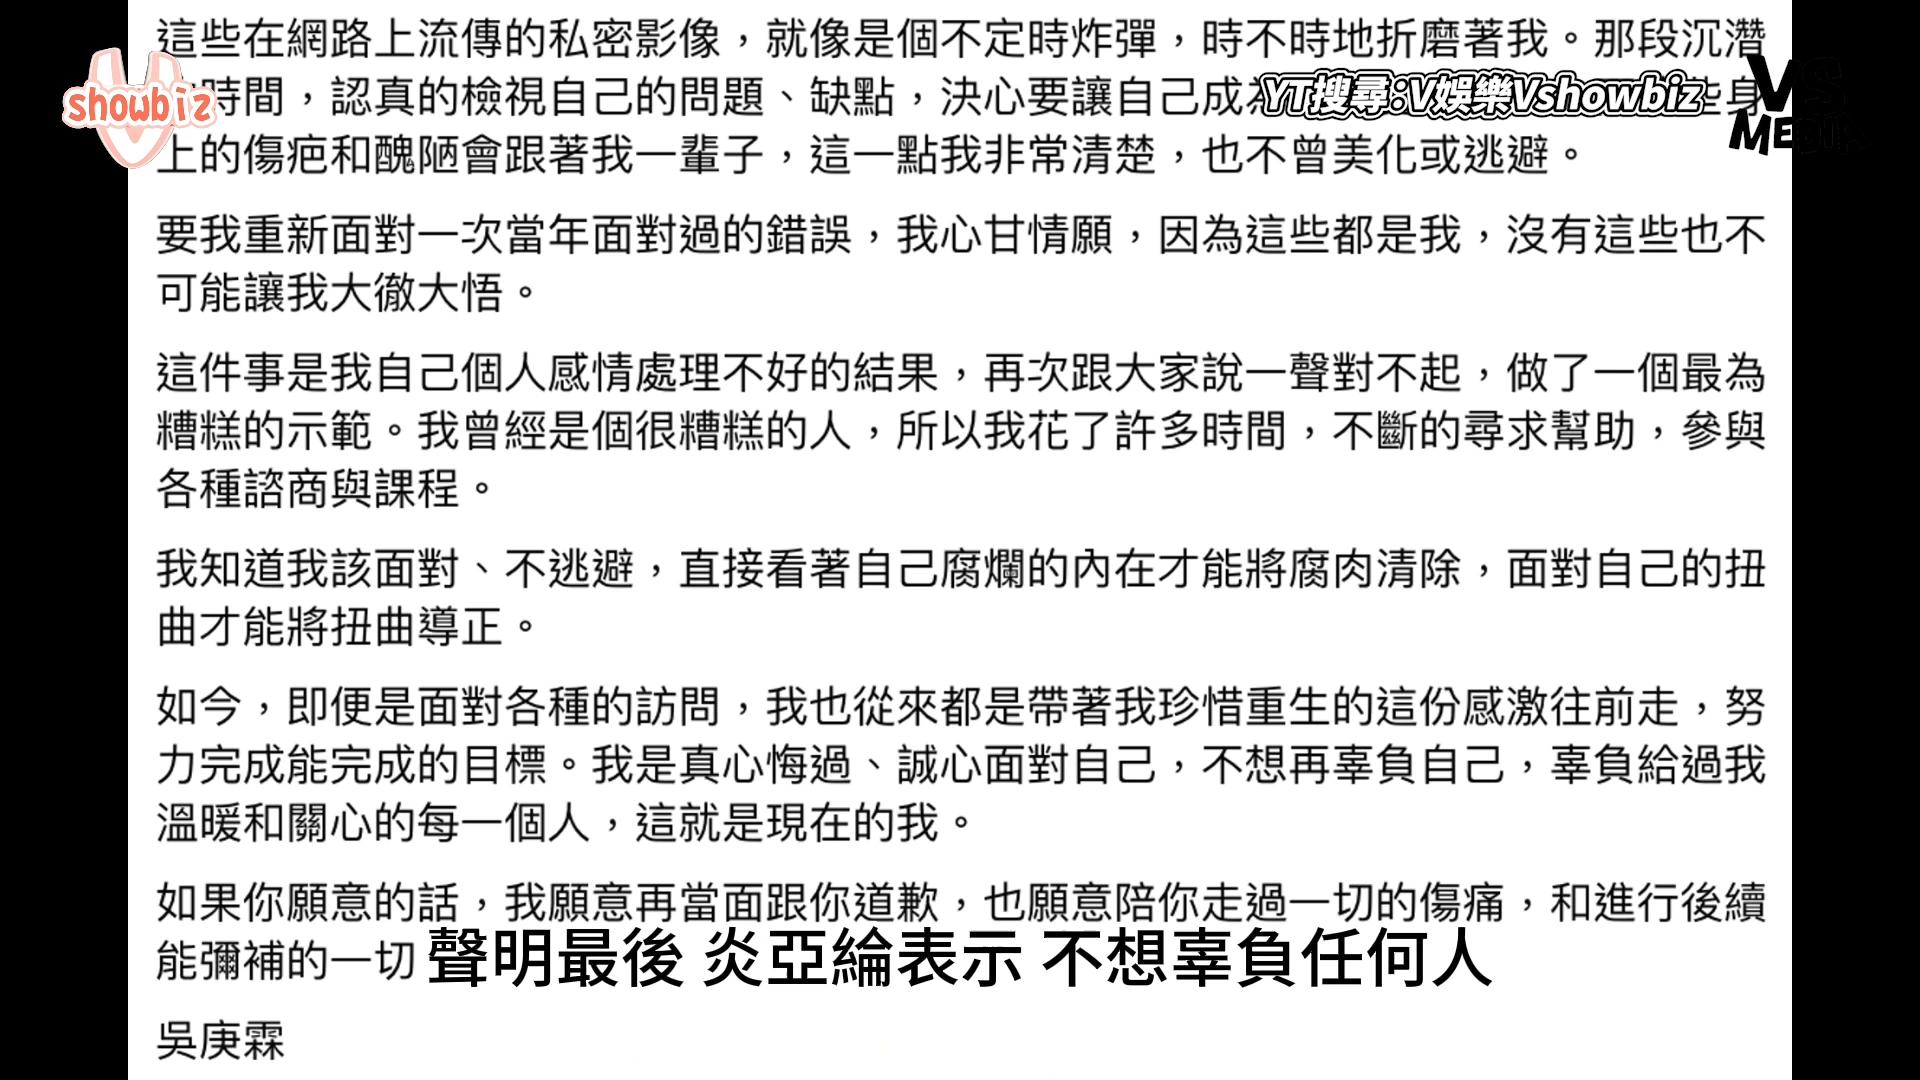 這些在網路上流傳的私密影像，就像是個不定時炸彈，時不時地折磨著我。那段沉潛
showbiz
時間，認真的檢視自己的問題、缺點，決心要讓自己成為
YT搜尋:V娛樂Vshowbiz
些身
VS
MEDIA
上的傷疤和醜陋會跟著我一輩子，這一點我非常清楚，也不曾美化或逃避。
要我重新面對一次當年面對過的錯誤，我心甘情願，因為這些都是我，沒有這些也不
可能讓我大徹大悟。
這件事是我自己個人感情處理不好的結果，再次跟大家說一聲對不起，做了一個最為
糟糕的示範。我曾經是個很糟糕的人，所以我花了許多時間，不斷的尋求幫助，參與
各種諮商與課程。
我知道我該面對、不逃避，直接看著自己腐爛的內在才能將腐肉清除，面對自己的扭
曲才能將扭曲導正。
如今，即便是面對各種的訪問，我也從來都是帶著我珍惜重生的這份感激往前走，努
力完成能完成的目標。我是真心悔過、誠心面對自己，不想再辜負自己，辜負給過我
溫暖和關心的每一個人，這就是現在的我。
如果你願意的話，我願意再當面跟你道歉，也願意陪你走過一切的傷痛，和進行後續
能彌補的一切
聲明最後 炎亞綸表示 不想辜負任何人
吳庚霖